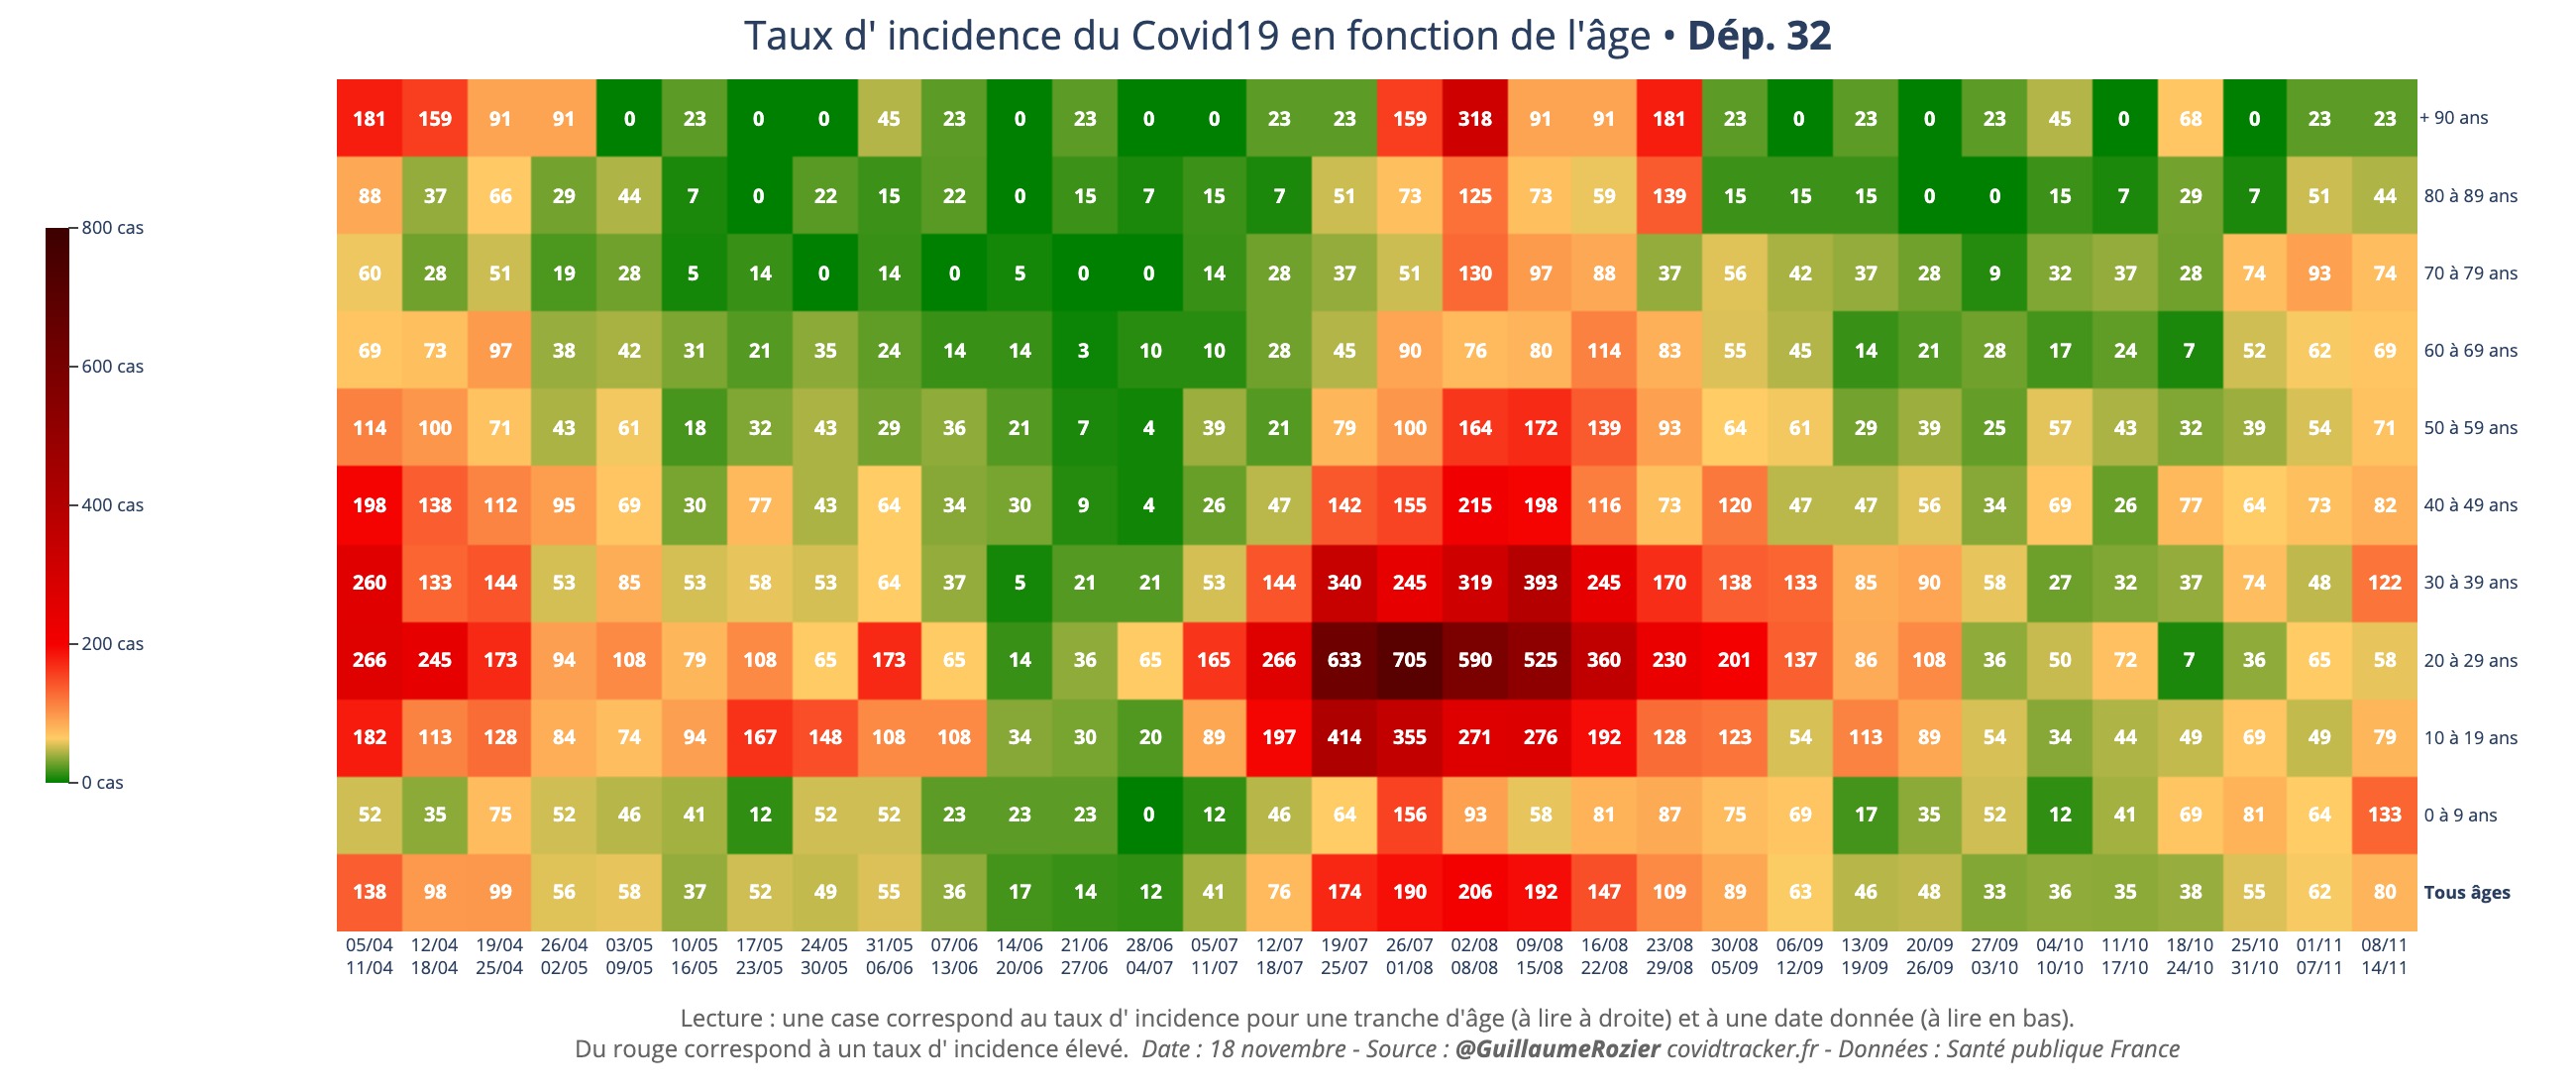 Taux d' incidence du Covid19 en fonction de l'âge • Dép. 32
800 cas
600 cas
400 cas
200 cas
0 cas
181 159 91 91 0 23 0 0 45 23 0 23 0 0 23 23 159 318 91 91 181 23 0 23 0 23 45 0 68 0 23 23 + 90 ans
88 37 66 29 44 7 0 22 15 22 0 15 7 15 7 51 73 125 73 59 139 15 15 15 0 0 15 7 29 7 51 44 80 à 89 ans
60 28 51 19 28 5 14 0 14 0 5 0 0 14 28 37 51 130 97 88 37 56 42 37 28 9 32 37 28 74 93 74 70 à 79 ans
69 73 97 38 42 31 21 35 24 14 14 3 10 10 28 45 90 76 80 114 83 55 45 14 21 28 17 24 7 52 62 69 60 à 69 ans
114 100 71 43 61 18 32 43 29 36 21 7 4 39 21 79 100 164 172 139 93 64 61 29 39 25 57 43 32 39 54 71 50 à 59 ans
198 138 112 95 69 30 77 43 64 34 30 9 4 26 47 142 155 215 198 116 73 120 47 47 56 34 69 26 77 64 73 82 40 à 49 ans
260 133 144 53 85 53 58 53 64 37 5 21 21 53 144 340 245 319 393 245 170 138 133 85 90 58 27 32 37 74 48 122 30 à 39 ans
266 245 173 94 108 79 108 65 173 65 14 36 65 165 266 633 705 590 525 360 230 201 137 86 108 36 50 72 7 36 65 58 20 à 29 ans
182 113 128 84 74 94 167 148 108 108 34 30 20 89 197 414 355 271 276 192 128 123 54 113 89 54 34 44 49 69 49 79 10 à 19 ans
52 35 75 52 46 41 12 52 52 23 23 23 0 12 46 64 156 93 58 81 87 75 69 17 35 52 12 41 69 81 64 133 0 à 9 ans
138 98 99 56 58 37 52 49 55 36 17 14 12 41 76 174 190 206 192 147 109 89 63 46 48 33 36 35 38 55 62 80 Tous âges
05/04 12/04 19/04 26/04 03/05 10/05 17/05 24/05 31/05 07/06 14/06 21/06 28/06 05/07 12/07 19/07 26/07 02/08 09/08 16/08 23/08 30/08 06/09 13/09 20/09 27/09 04/10 11/10 18/10 25/10 01/11 08/11
11/04 18/04 25/04 02/05 09/05 16/05 23/05 30/05 06/06 13/06 20/06 27/06 04/07 11/07 18/07 25/07 01/08 08/08 15/08 22/08 29/08 05/09 12/09 19/09 26/09 03/10 10/10 17/10 24/10 31/10 07/11 14/11
Lecture : une case correspond au taux d' incidence pour une tranche d'âge (à lire à droite) et à une date donnée (à lire en bas).
Du rouge correspond à un taux d' incidence élevé. Date : 18 novembre - Source : @GuillaumeRozier covidtracker.fr - Données : Santé publique France